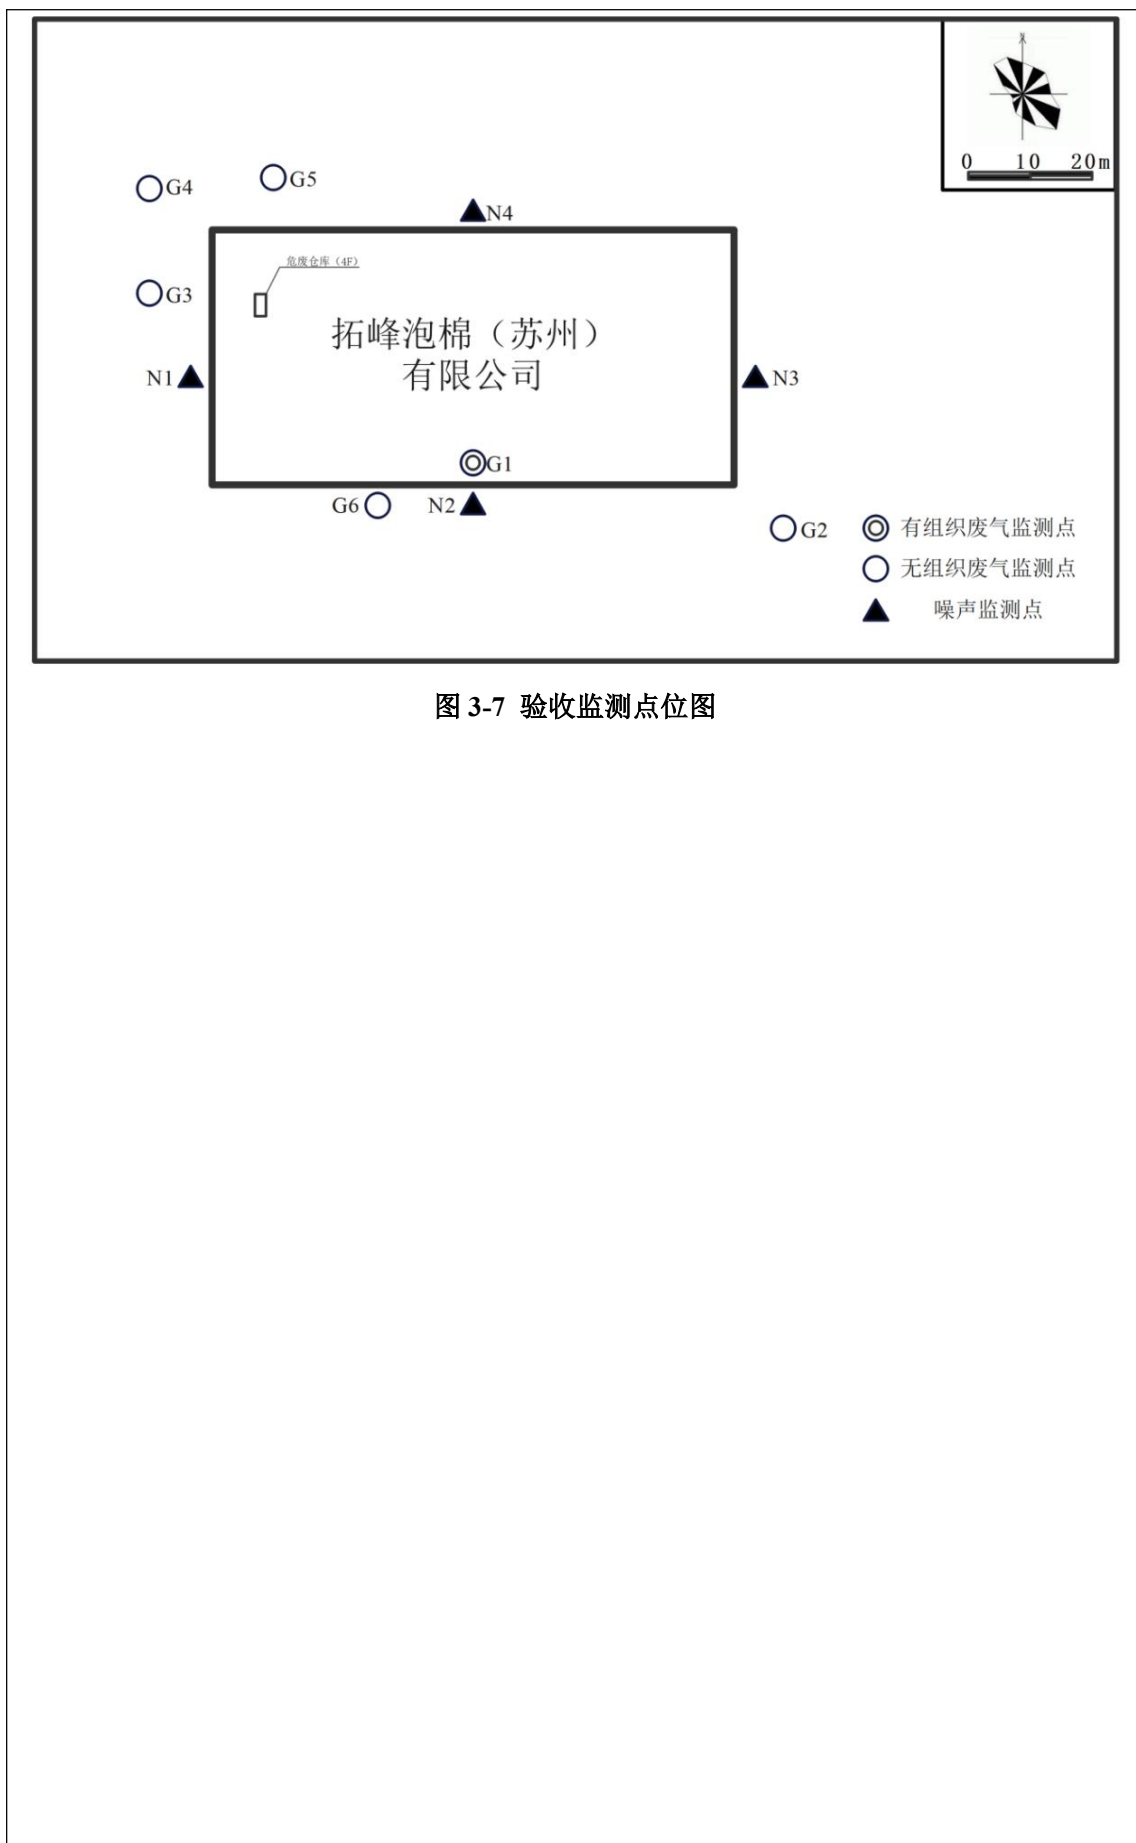 N
0 10 20m
G4
G5
N4
危废仓库（4F）
G3
拓峰泡棉（苏州）
有限公司
N1
N3
G1
G6
N2
G2
有组织废气监测点
无组织废气监测点
噪声监测点
图 3-7 验收监测点位图